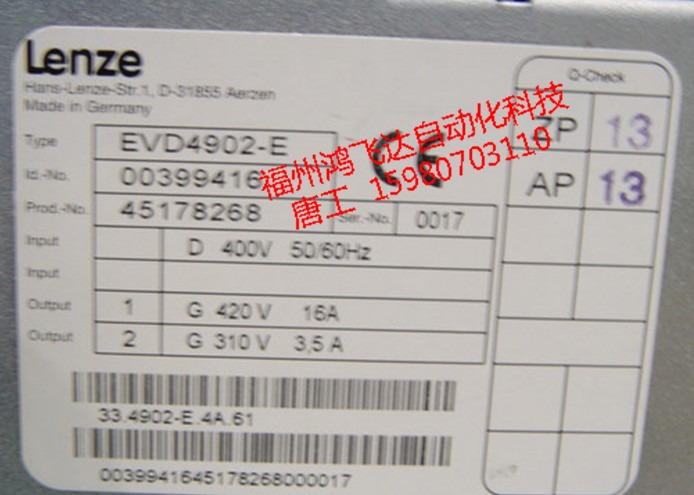 Lenze
Hans-Lenze-Str.1, D-31855 Aerzen
Made in Germany
Q-Check
ZP 13
AP 13
Type EVD4902-E
CE
Id.-No. 00399416
Prod.-No. 45178268 Ser.-No. 0017
福州鸿飞达自动化科技
唐工 15980703110
Input D 400V 50/60Hz
Input
Output 1 G 420 V 16A
Output 2 G 310 V 3,5 A
33.4902-E.4A.61
0039941645178268000017